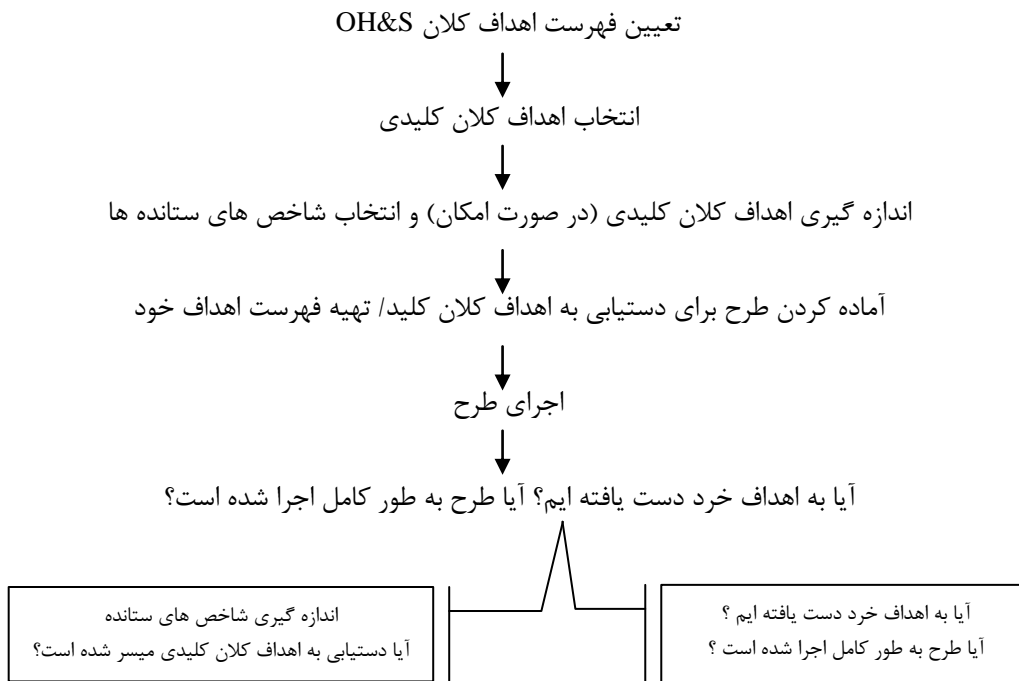 تعیین فهرست اهداف کلان OH&S
انتخاب اهداف کلان کلیدی
اندازه گیری اهداف کلان کلیدی (در صورت امکان) و انتخاب شاخص های ستانده ها
آماده کردن طرح برای دستیابی به اهداف کلان کلید/ تهیه فهرست اهداف خود
اجرای طرح
آیا به اهداف خرد دست یافته ایم؟ آیا طرح به طور کامل اجرا شده است؟
آیا به اهداف خرد دست یافته ایم ؟
آیا طرح به طور کامل اجرا شده است ؟
اندازه گیری شاخص های ستانده
آیا دستیابی به اهداف کلان کلیدی میسر شده است؟